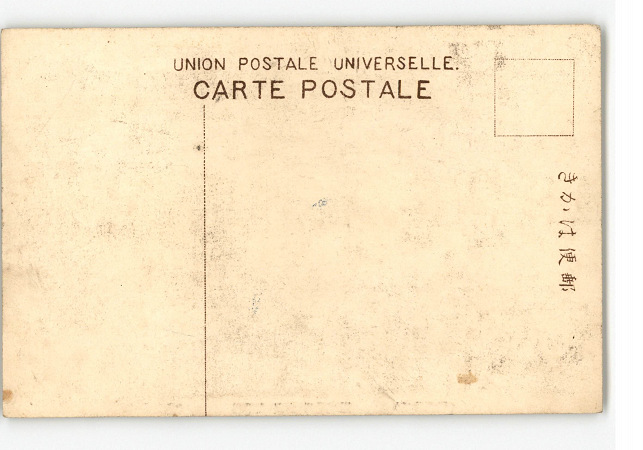 UNION POSTALE UNIVERSELLE.
CARTE POSTALE
郵便はかき